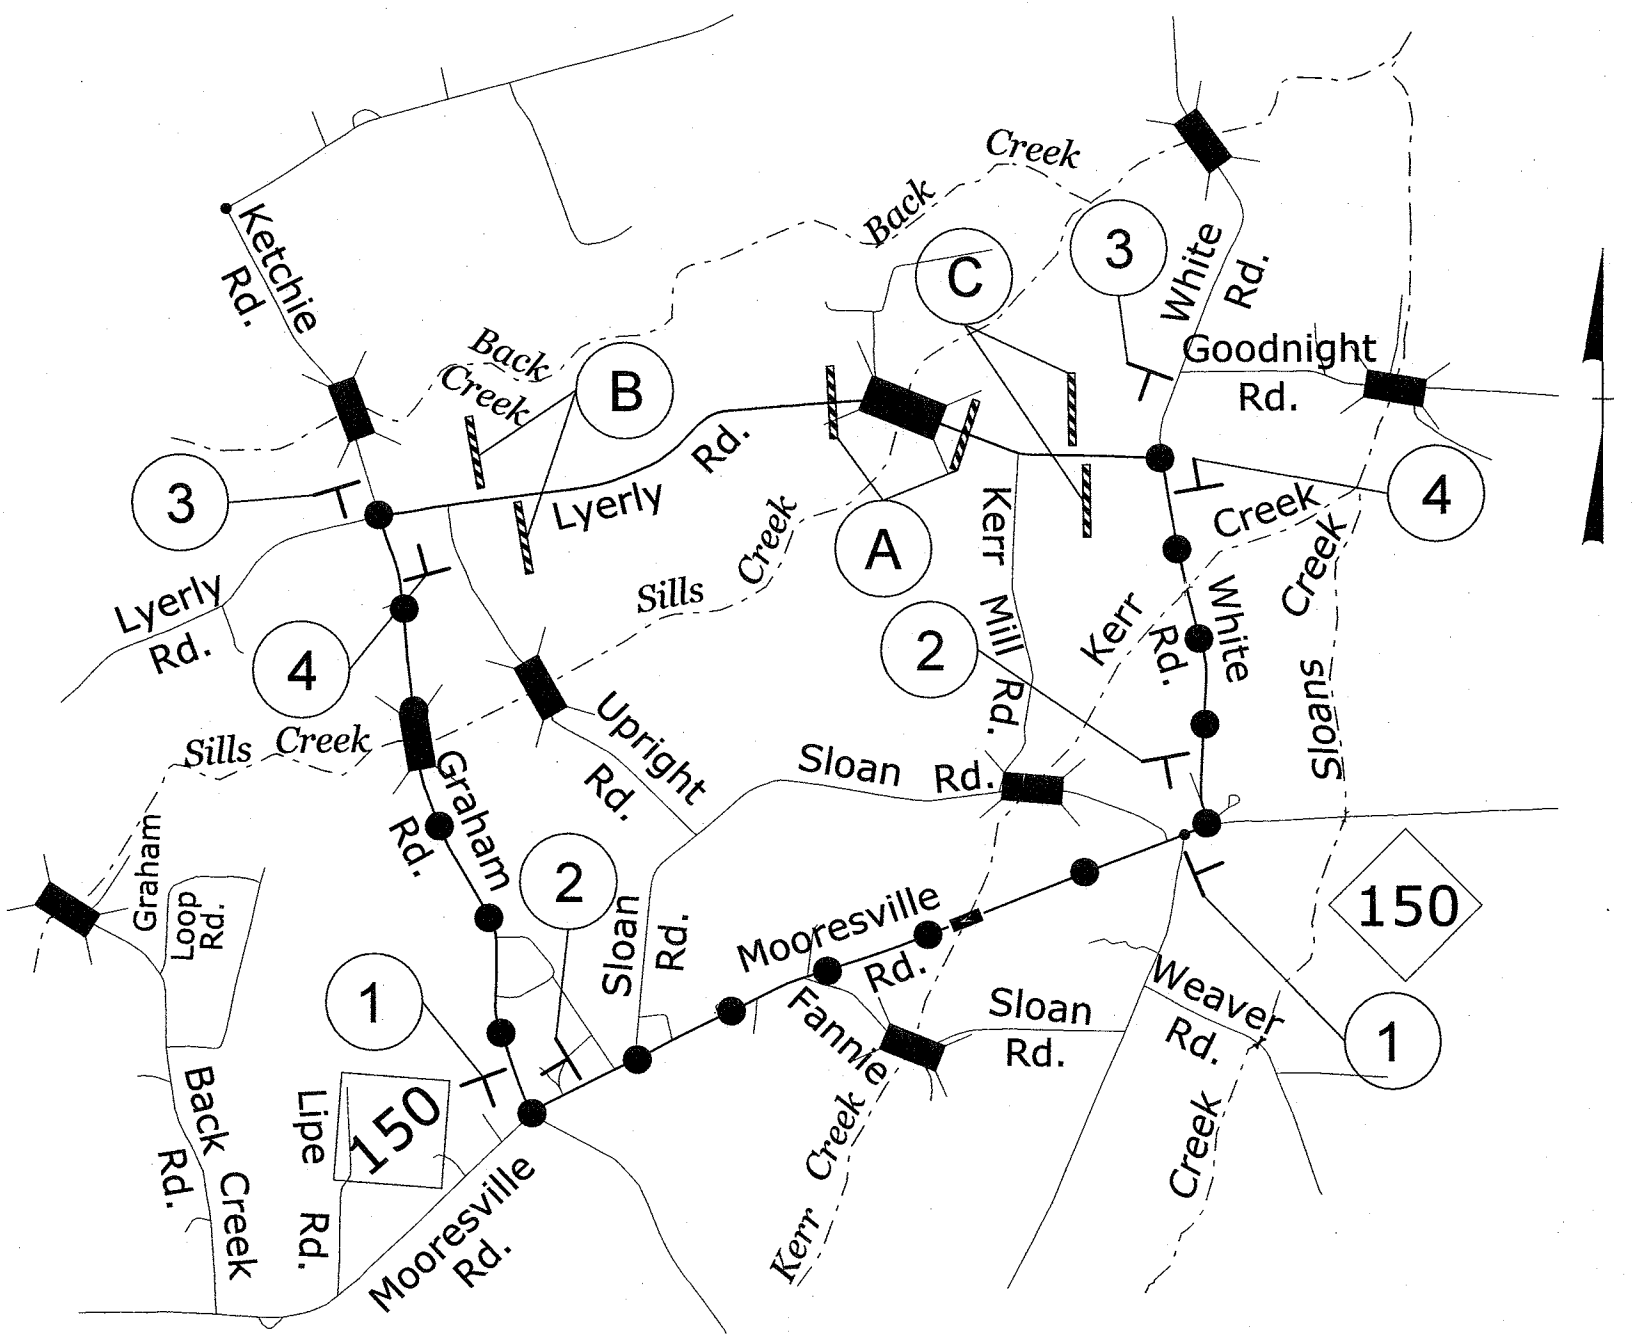 Creek
Back
C
3
White
Rd.
Ketchie
Rd.
Back
Creek
B
Goodnight
Rd.
Rd.
Lyerly
3
4
Creek
Creek
Kerr
Mill
Rd.
A
Sills
Creek
Lyerly
Rd.
4
2
Kerr
White
Rd.
Sloans
Sills
Creek
Upright
Rd.
Sloan
Rd.
Graham
Rd.
Graham
Loop
Rd.
2
Sloan
Rd.
Mooresville
Rd.
150
1
Fannie
Sloan
Rd.
Weaver
Rd.
1
Back
Creek
Rd.
Lipe
Rd.
150
Mooresville
Rd.
Kerr
Creek
Creek